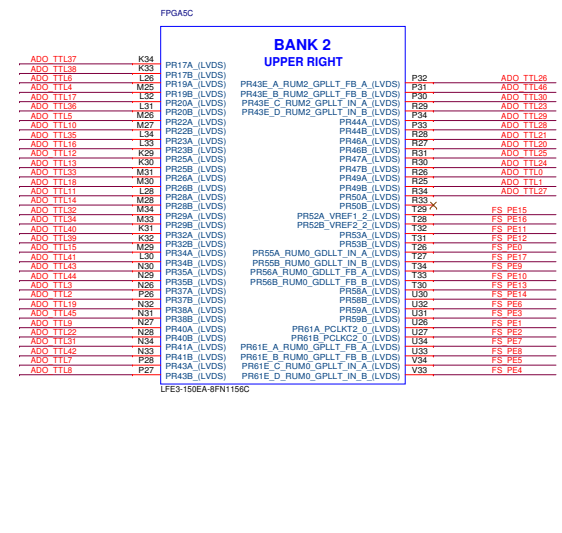 FPGA5C
BANK 2
UPPER RIGHT
ADO_TTL37 K34 PR17A_(LVDS)
ADO_TTL38 K33 PR17B_(LVDS)
ADO_TTL6 L26 PR19A_(LVDS)
ADO_TTL4 M25 PR19B_(LVDS)
ADO_TTL17 L32 PR20A_(LVDS)
ADO_TTL36 L31 PR20B_(LVDS)
ADO_TTL5 M26 PR22A_(LVDS)
ADO_TTL10 M27 PR22B_(LVDS)
ADO_TTL35 L34 PR23A_(LVDS)
ADO_TTL16 L33 PR23B_(LVDS)
ADO_TTL12 K29 PR25A_(LVDS)
ADO_TTL13 K30 PR25B_(LVDS)
ADO_TTL33 M31 PR26A_(LVDS)
ADO_TTL18 M30 PR26B_(LVDS)
ADO_TTL11 L28 PR28A_(LVDS)
ADO_TTL14 M28 PR28B_(LVDS)
ADO_TTL32 M34 PR29A_(LVDS)
ADO_TTL34 M33 PR29B_(LVDS)
ADO_TTL40 K31 PR32A_(LVDS)
ADO_TTL39 K32 PR32B_(LVDS)
ADO_TTL15 M29 PR34A_(LVDS)
ADO_TTL41 L30 PR34B_(LVDS)
ADO_TTL43 N30 PR35A_(LVDS)
ADO_TTL44 N29 PR35B_(LVDS)
ADO_TTL3 N26 PR37A_(LVDS)
ADO_TTL2 P26 PR37B_(LVDS)
ADO_TTL19 N32 PR38A_(LVDS)
ADO_TTL45 N31 PR38B_(LVDS)
ADO_TTL9 N27 PR40A_(LVDS)
ADO_TTL22 N28 PR40B_(LVDS)
ADO_TTL31 N34 PR41A_(LVDS)
ADO_TTL42 N33 PR41B_(LVDS)
ADO_TTL7 P28 PR43A_(LVDS)
ADO_TTL8 P27 PR43B_(LVDS)
PR43E_A_RUM2_GPLLT_FB_A_(LVDS) P32 ADO_TTL26
PR43E_B_RUM2_GPLLT_FB_B_(LVDS) P31 ADO_TTL46
PR43E_C_RUM2_GPLLT_IN_A_(LVDS) P30 ADO_TTL30
PR43E_D_RUM2_GPLLT_IN_B_(LVDS) R29 ADO_TTL23
PR44A_(LVDS) P34 ADO_TTL29
PR44B_(LVDS) P33 ADO_TTL28
PR46A_(LVDS) R28 ADO_TTL21
PR46B_(LVDS) R27 ADO_TTL20
PR47A_(LVDS) R31 ADO_TTL25
PR47B_(LVDS) R30 ADO_TTL24
PR49A_(LVDS) R26 ADO_TTL0
PR49B_(LVDS) R25 ADO_TTL1
PR50A_(LVDS) R34 ADO_TTL27
PR50B_(LVDS) R33
PR52A_VREF1_2_(LVDS) T29 FS_PE15
PR52B_VREF2_2_(LVDS) T28 FS_PE16
PR53A_(LVDS) T32 FS_PE11
PR53B_(LVDS) T31 FS_PE12
PR55A_RUM0_GDLLT_IN_A_(LVDS) T26 FS_PE0
PR55B_RUM0_GDLLT_IN_B_(LVDS) T27 FS_PE17
PR56A_RUM0_GDLLT_FB_A_(LVDS) T34 FS_PE9
PR56B_RUM0_GDLLT_FB_B_(LVDS) T33 FS_PE10
PR58A_(LVDS) T30 FS_PE13
PR58B_(LVDS) U30 FS_PE14
PR59A_(LVDS) U32 FS_PE6
PR59B_(LVDS) U31 FS_PE3
PR61A_PCLKT2_0_(LVDS) U26 FS_PE1
PR61B_PCLKC2_0_(LVDS) U27 FS_PE2
PR61E_A_RUM0_GPLLT_FB_A_(LVDS) U34 FS_PE7
PR61E_B_RUM0_GPLLT_FB_B_(LVDS) U33 FS_PE8
PR61E_C_RUM0_GPLLT_IN_A_(LVDS) V34 FS_PE5
PR61E_D_RUM0_GPLLT_IN_B_(LVDS) V33 FS_PE4
LFE3-150EA-8FN1156C